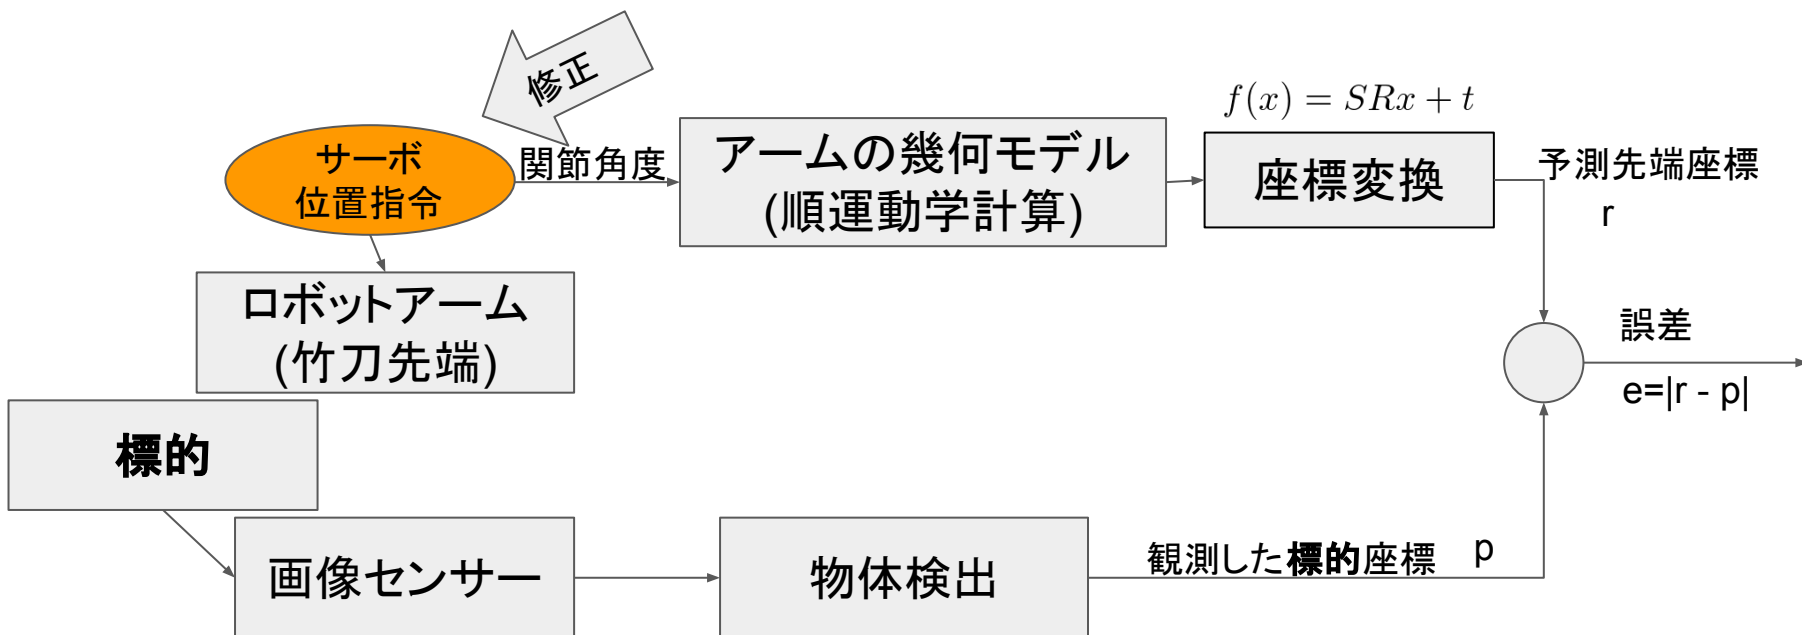 修正
f(x) = SRx + t
サーボ
位置指令
関節角度
アームの幾何モデル
(順運動学計算)
座標変換
予測先端座標
r
ロボットアーム
(竹刀先端)
誤差
e=|r - p|
標的
画像センサー
物体検出
観測した標的座標 p